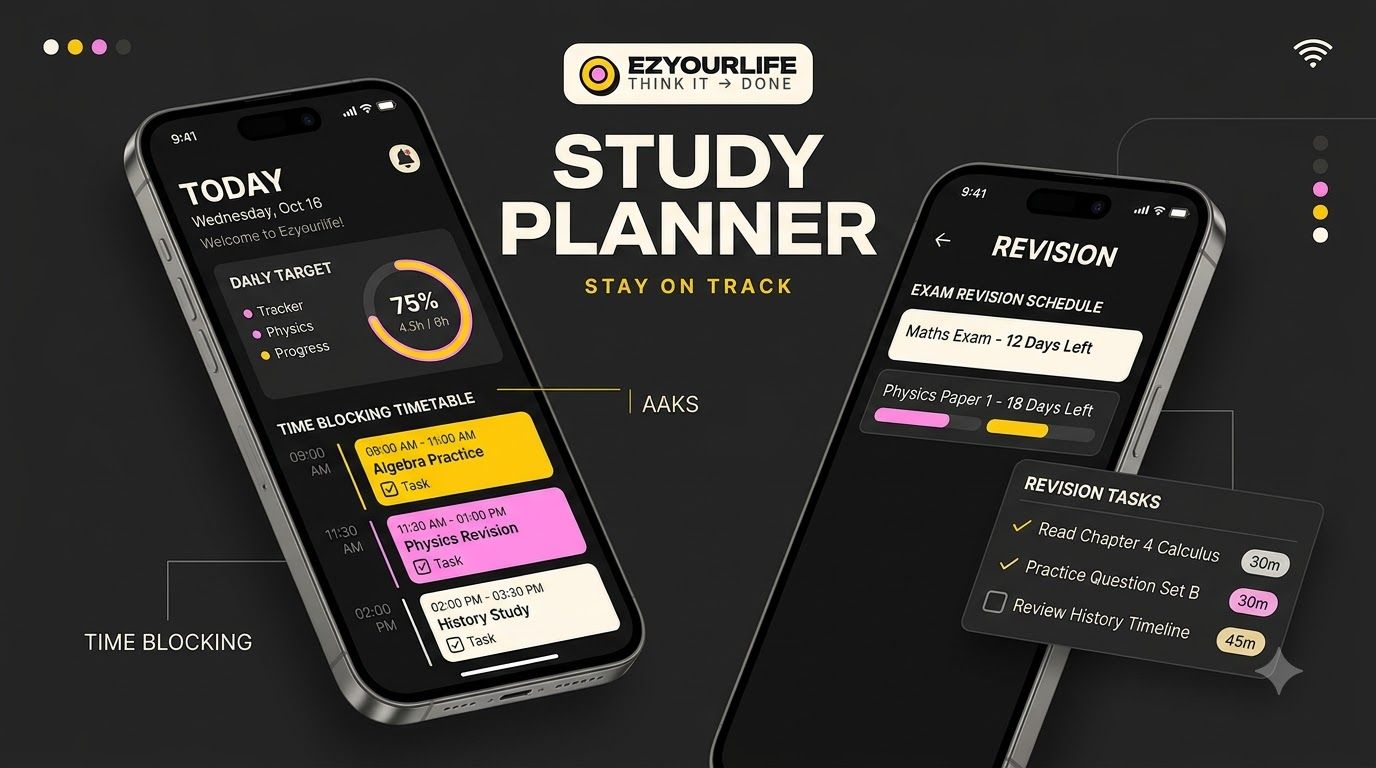 EZYOURLIFE
THINK IT → DONE
STUDY
PLANNER
STAY ON TRACK
9:41
TODAY
Wednesday, Oct 16
Welcome to Ezyourlife!
DAILY TARGET
Tracker
Physics
Progress
75%
4.5h / 6h
TIME BLOCKING TIMETABLE
09:00
AM
09:00 AM - 11:00 AM
Algebra Practice
Task
11:30
AM
11:30 AM - 01:00 PM
Physics Revision
Task
02:00
PM
02:00 PM - 03:30 PM
History Study
Task
AAKS
TIME BLOCKING
9:41
REVISION
EXAM REVISION SCHEDULE
Maths Exam - 12 Days Left
Physics Paper 1 - 18 Days Left
REVISION TASKS
Read Chapter 4 Calculus 30m
Practice Question Set B 30m
Review History Timeline 45m